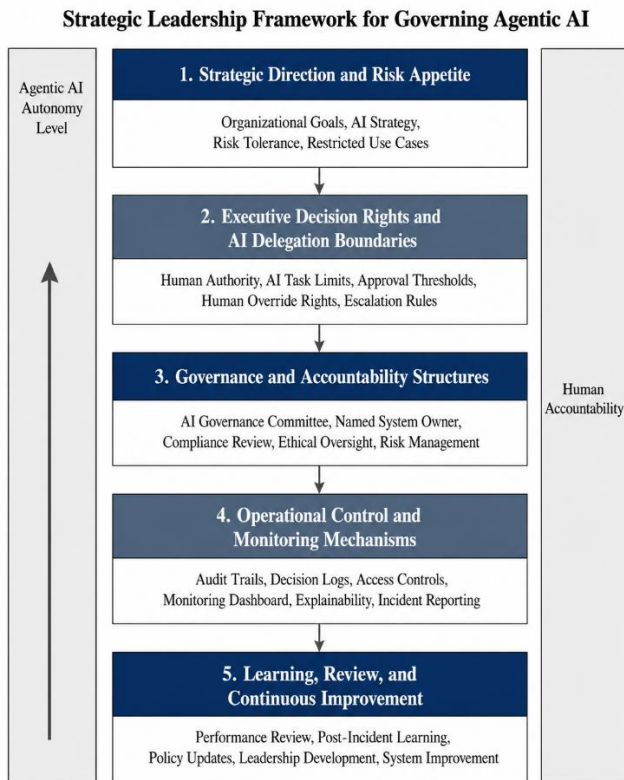 Strategic Leadership Framework for Governing Agentic AI
Agentic AI
Autonomy
Level
1. Strategic Direction and Risk Appetite
Organizational Goals, AI Strategy,
Risk Tolerance, Restricted Use Cases
2. Executive Decision Rights and
AI Delegation Boundaries
Human Authority, AI Task Limits, Approval Thresholds,
Human Override Rights, Escalation Rules
3. Governance and Accountability Structures
AI Governance Committee, Named System Owner,
Compliance Review, Ethical Oversight, Risk Management
Human
Accountability
4. Operational Control and
Monitoring Mechanisms
Audit Trails, Decision Logs, Access Controls,
Monitoring Dashboard, Explainability, Incident Reporting
5. Learning, Review, and
Continuous Improvement
Performance Review, Post-Incident Learning,
Policy Updates, Leadership Development, System Improvement